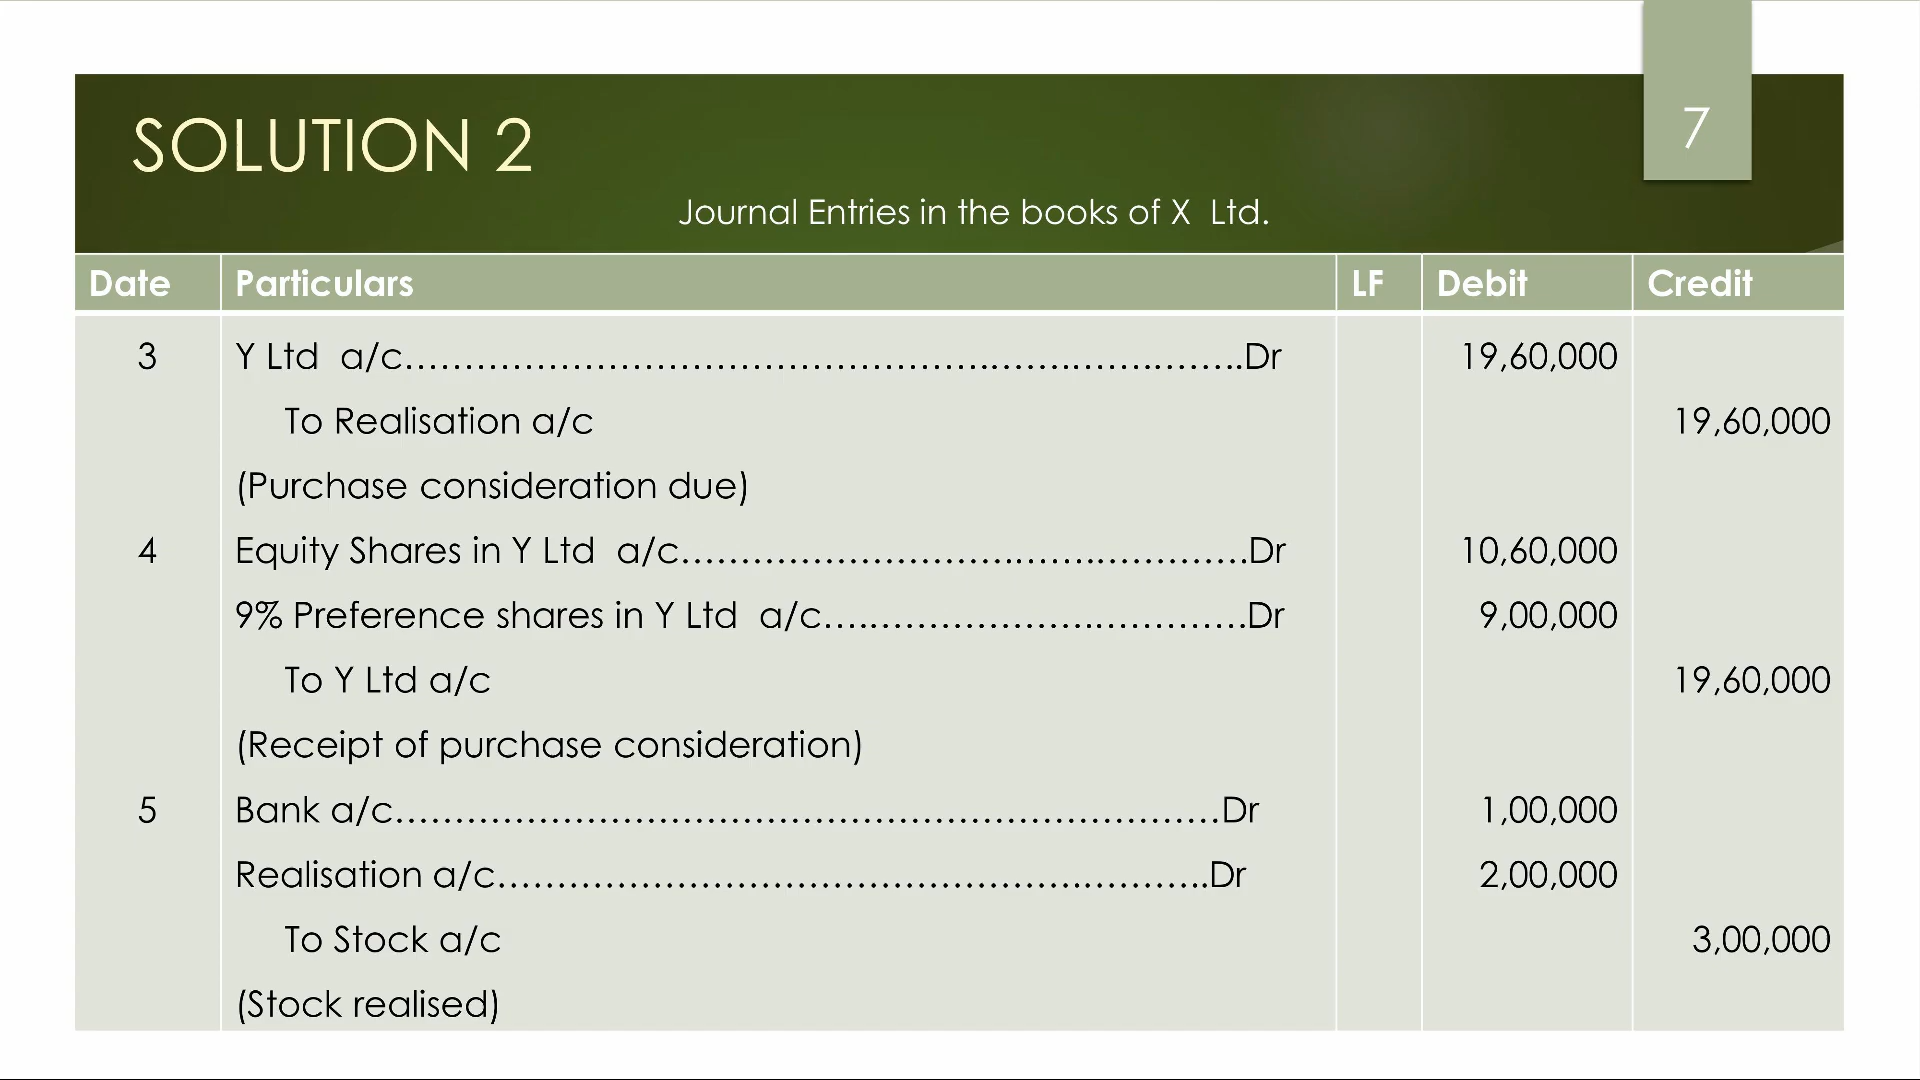 7
SOLUTION 2
Journal Entries in the books of X Ltd.
Date Particulars LF Debit Credit
3 Y Ltd a/c………………………………………….…….…….……..Dr 19,60,000
To Realisation a/c 19,60,000
(Purchase consideration due)
4 Equity Shares in Y Ltd a/c……………………….…….………….Dr 10,60,000
9% Preference shares in Y Ltd a/c…..……………….………….Dr 9,00,000
To Y Ltd a/c 19,60,000
(Receipt of purchase consideration)
5 Bank a/c……………………………………………………………Dr 1,00,000
Realisation a/c………………………………………….………..Dr 2,00,000
To Stock a/c 3,00,000
(Stock realised)